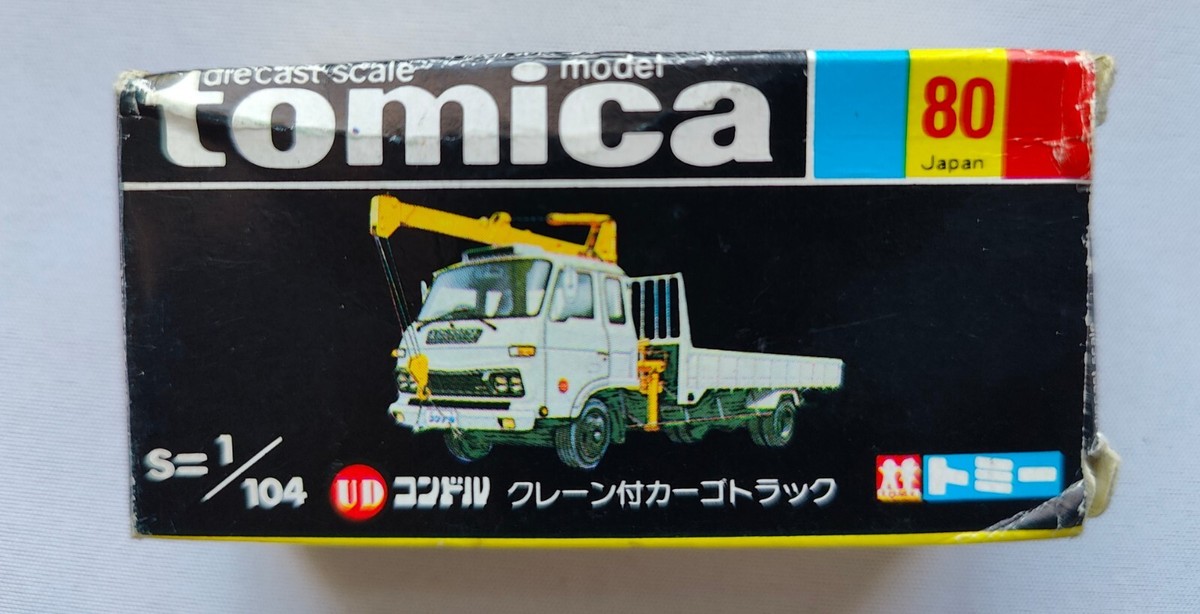 diecast scale model
tomica
80
Japan
S=1/104
UD コンドル クレーン付カーゴトラック
トミー